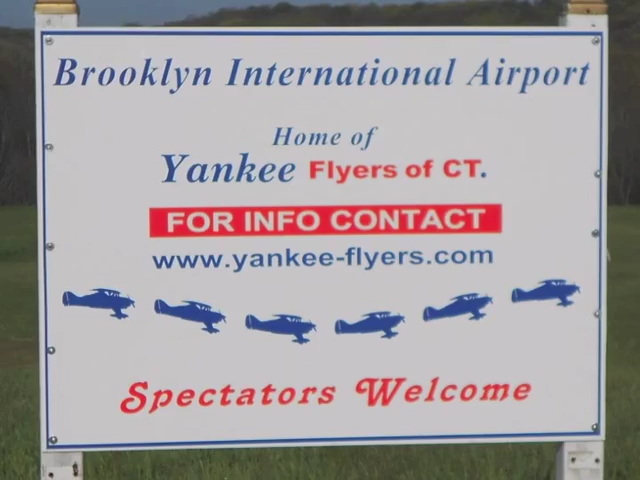 Brooklyn International Airport
Home of
Yankee Flyers of CT.
FOR INFO CONTACT
www.yankee-flyers.com
Spectators Welcome